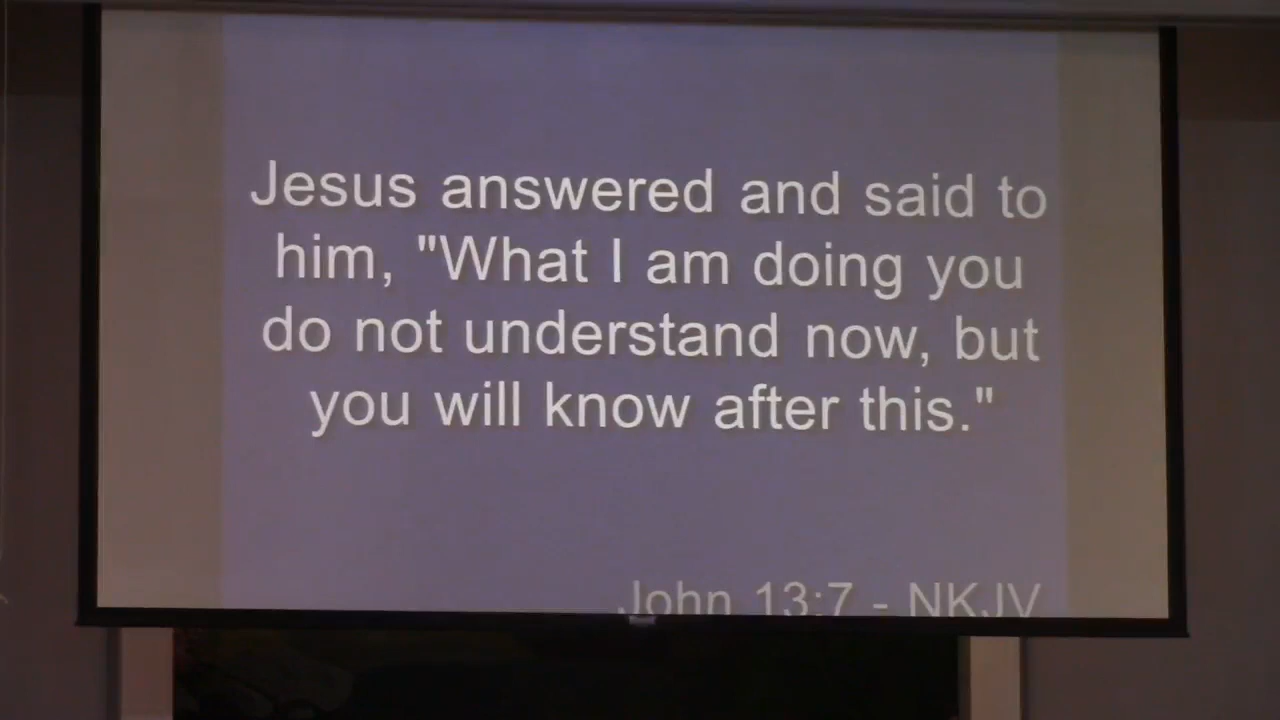 Jesus answered and said to
him, "What I am doing you
do not understand now, but
you will know after this."
John 13:7 - NKJV